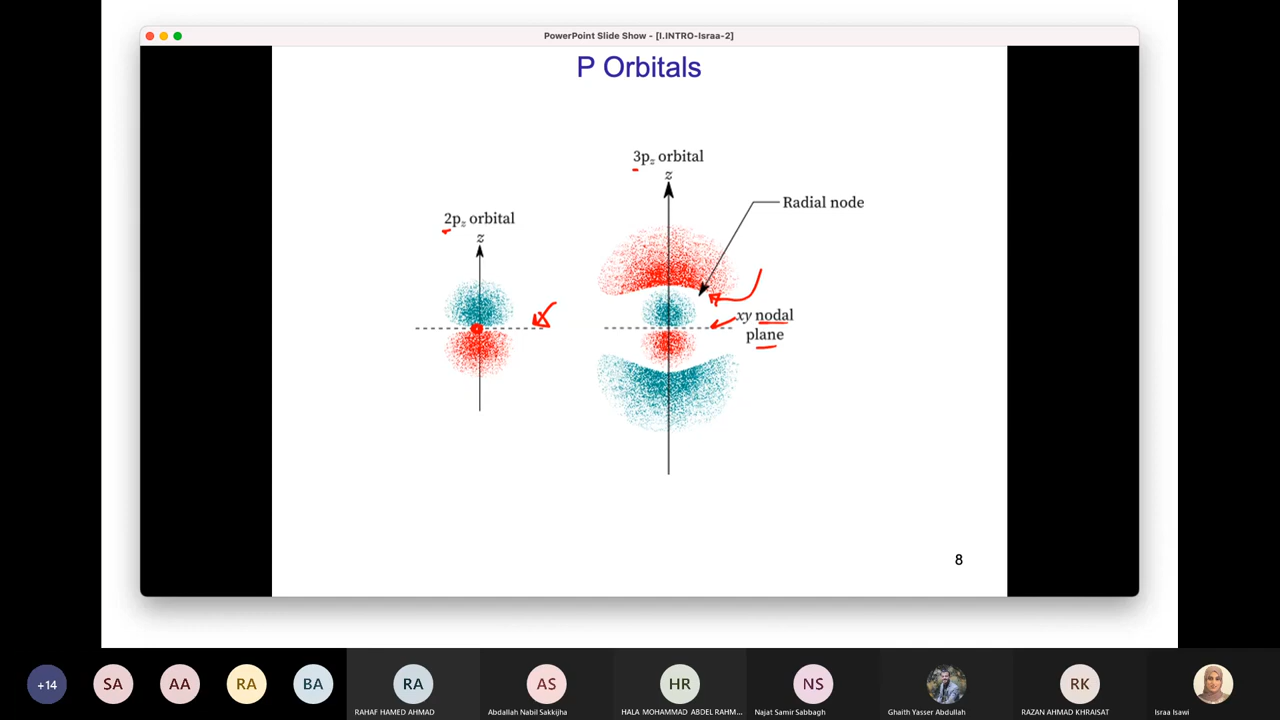 PowerPoint Slide Show - [I.INTRO-Israa-2]
P Orbitals
3pz orbital
z
Radial node
2pz orbital
z
xy nodal
plane
8
+14
SA
AA
RA
BA
RA
AS
HR
NS
RK
RAHAF HAMED AHMAD
Abdallah Nabil Sakkijha
HALA MOHAMMAD ABDEL RAHM...
Najat Samir Sabbagh
Ghaith Yasser Abdullah
RAZAN AHMAD KHRAISAT
Israa Isawi